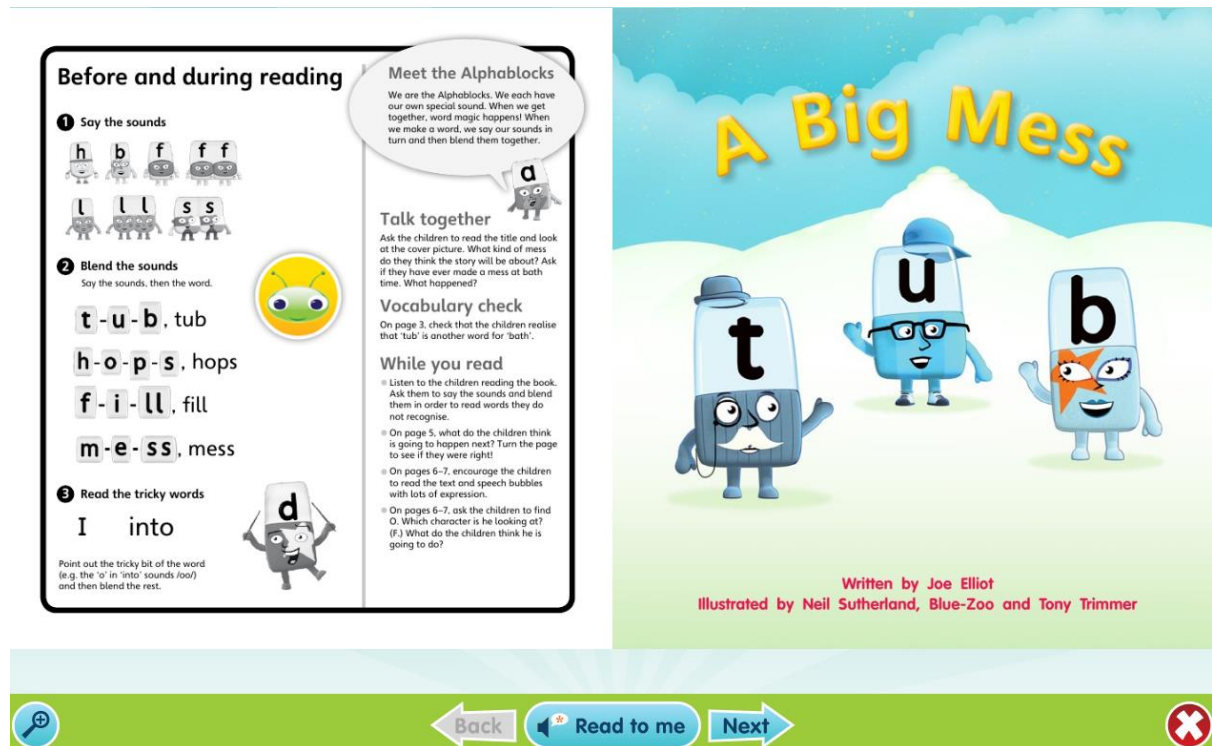 Before and during reading
1 Say the sounds
h b f f f
l l l s s
2 Blend the sounds
Say the sounds, then the word.
t - u - b, tub
h - o - p - s, hops
f - i - ll, fill
m - e - ss, mess
3 Read the tricky words
I into
Point out the tricky bit of the word
(e.g. the ‘o’ in ‘into’ sounds /oo/)
and then blend the rest.
d
Meet the Alphablocks
We are the Alphablocks. We each have
our own special sound. When we get
together, word magic happens! When
we make a word, we say our sounds in
turn and then blend them together.
a
Talk together
Ask the children to read the title and look
at the cover picture. What kind of mess
do they think the story will be about? Ask
if they have ever made a mess at bath
time. What happened?
Vocabulary check
On page 3, check that the children realise
that ‘tub’ is another word for ‘bath’.
While you read
Listen to the children reading the book.
Ask them to say the sounds and blend
them in order to read words they do
not recognise.
On page 5, what do the children think
is going to happen next? Turn the page
to see if they were right!
On pages 6–7, encourage the children
to read the text and speech bubbles
with lots of expression.
On pages 6–7, ask the children to find
O. Which character is he looking at?
(F.) What do the children think he is
going to do?
A Big Mess
t u b
Written by Joe Elliot
Illustrated by Neil Sutherland, Blue-Zoo and Tony Trimmer
Back Read to me Next